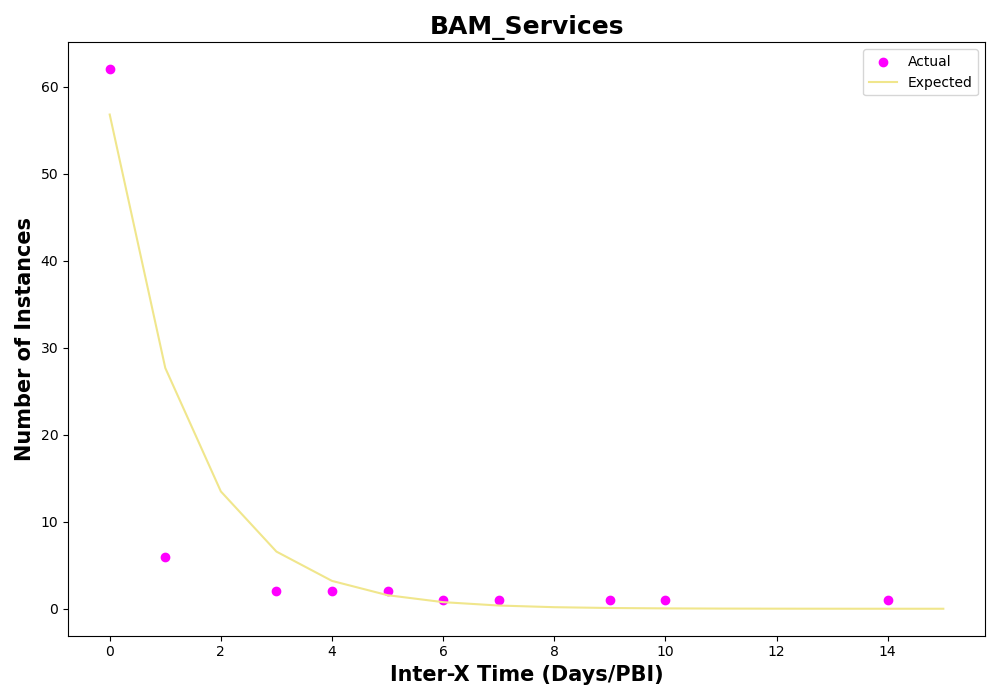 BAM_Services
Actual
Expected
60
50
40
30
20
10
0
Number of Instances
0 2 4 6 8 10 12 14
Inter-X Time (Days/PBI)